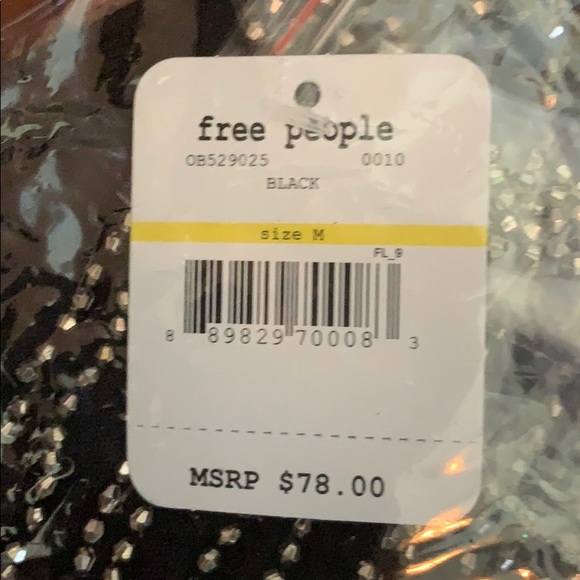 free people
OB529025 0010
BLACK
size M
FL_9
8 89829 70008 3
MSRP $78.00